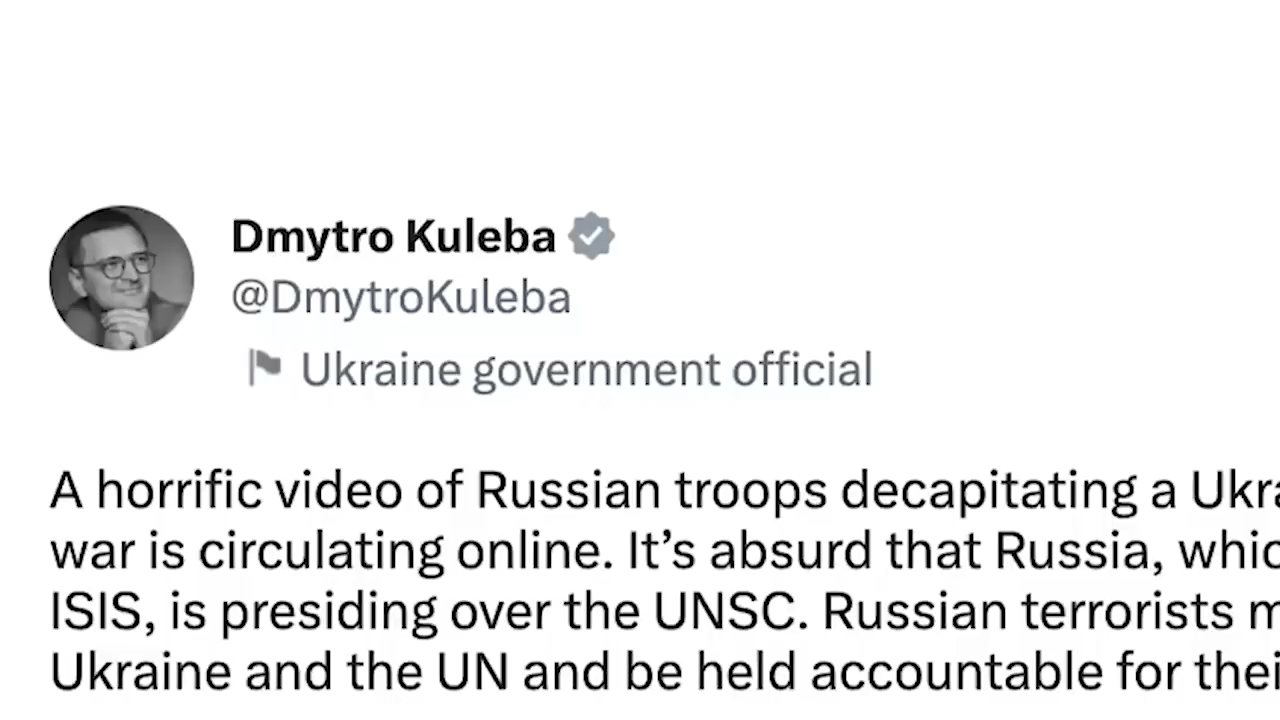 Dmytro Kuleba
@DmytroKuleba
Ukraine government official
A horrific video of Russian troops decapitating a
war is circulating online. It’s absurd that Russia,
ISIS, is presiding over the UNSC. Russian terrorists
Ukraine and the UN and be held accountable for